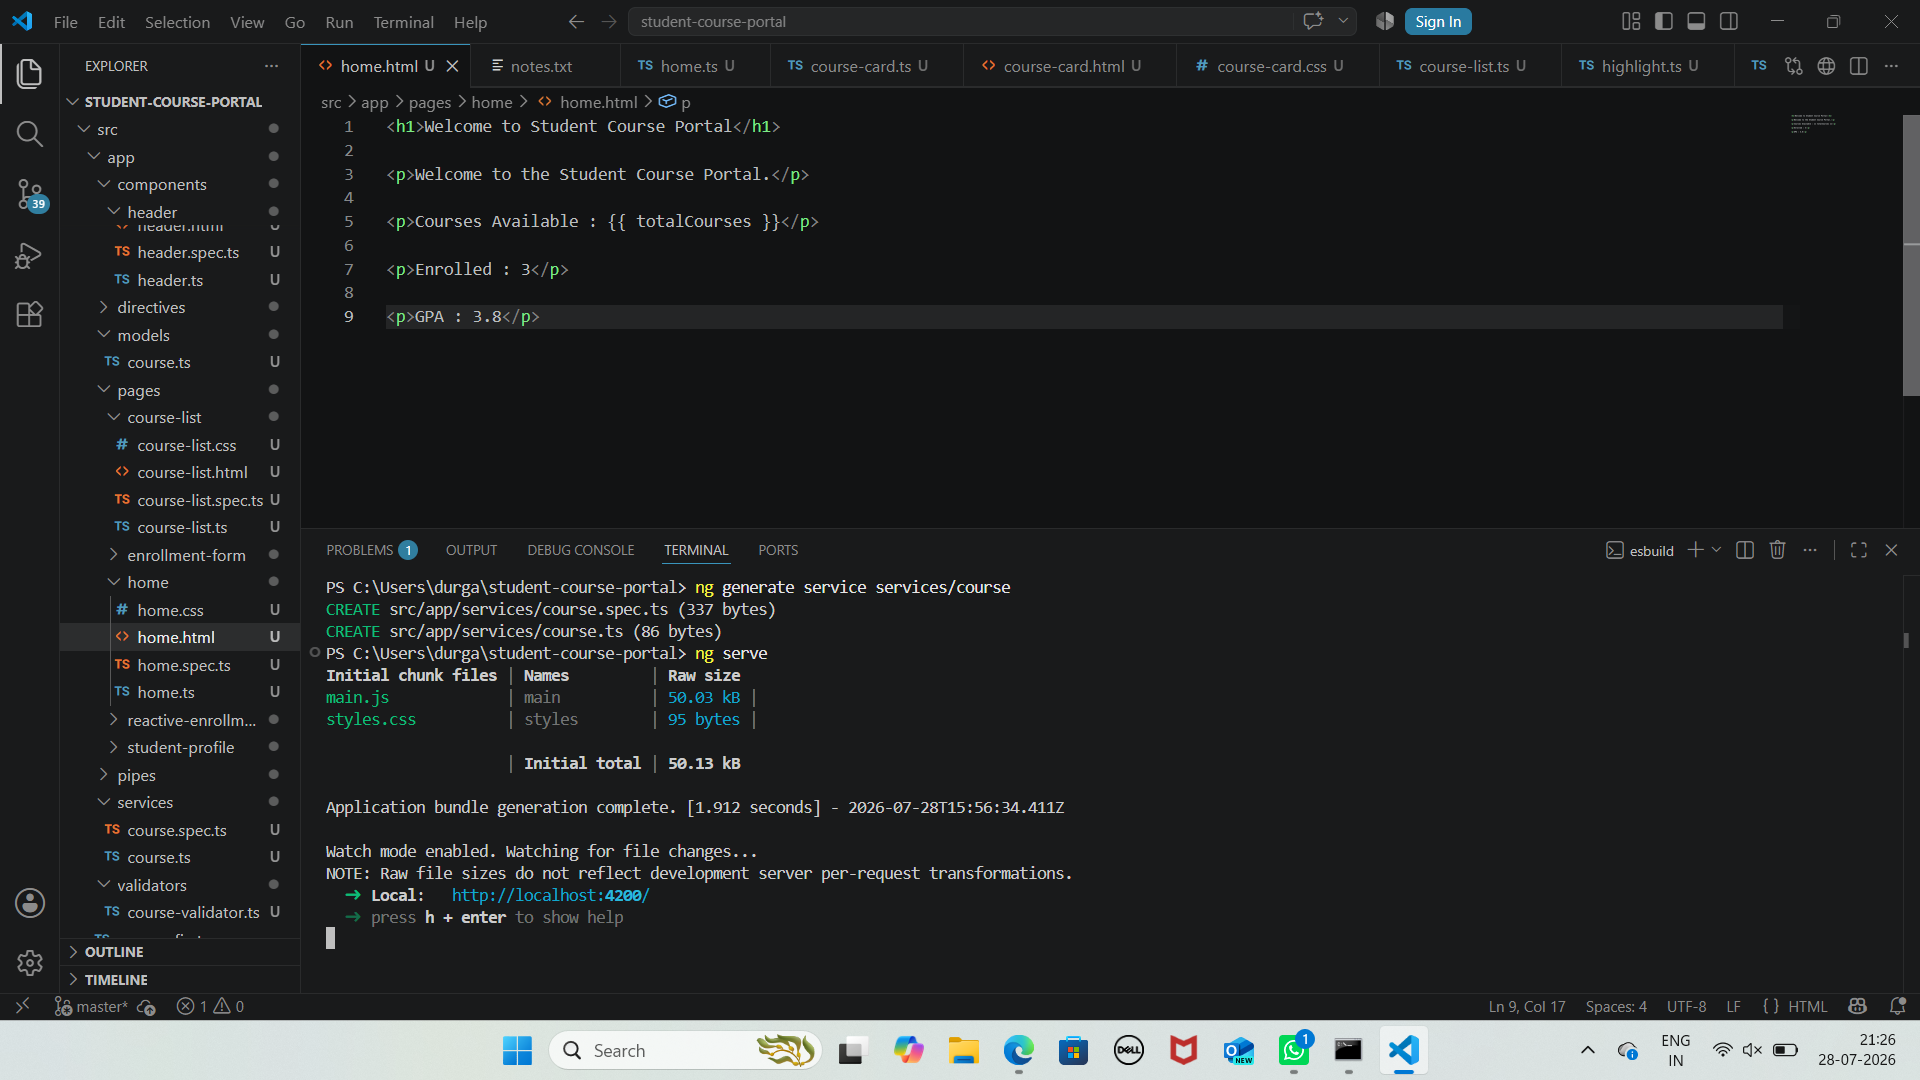 File Edit Selection View Go Run Terminal Help
student-course-portal
Sign In
EXPLORER
STUDENT-COURSE-PORTAL
src
app
components
header
header.html U
header.spec.ts U
header.ts U
directives
models
course.ts U
pages
course-list
course-list.css U
course-list.html U
course-list.spec.ts U
course-list.ts U
enrollment-form
home
home.css U
home.html U
home.spec.ts U
home.ts U
reactive-enrollm...
student-profile
pipes
services
course.spec.ts U
course.ts U
validators
course-validator.ts U
OUTLINE
TIMELINE
39
home.html U
notes.txt
TS home.ts U
TS course-card.ts U
course-card.html U
# course-card.css U
TS course-list.ts U
TS highlight.ts U
TS
src > app > pages > home > home.html > p
1 <h1>Welcome to Student Course Portal</h1>
2
3 <p>Welcome to the Student Course Portal.</p>
4
5 <p>Courses Available : {{ totalCourses }}</p>
6
7 <p>Enrolled : 3</p>
8
9 <p>GPA : 3.8</p>
PROBLEMS 1 OUTPUT DEBUG CONSOLE TERMINAL PORTS
esbuild
PS C:\Users\durga\student-course-portal> ng generate service services/course
CREATE src/app/services/course.spec.ts (337 bytes)
CREATE src/app/services/course.ts (86 bytes)
PS C:\Users\durga\student-course-portal> ng serve
Initial chunk files | Names | Raw size
main.js | main | 50.03 kB |
styles.css | styles | 95 bytes |
| Initial total | 50.13 kB
Application bundle generation complete. [1.912 seconds] - 2026-07-28T15:56:34.411Z
Watch mode enabled. Watching for file changes...
NOTE: Raw file sizes do not reflect development server per-request transformations.
➜ Local: http://localhost:4200/
➜ press h + enter to show help
master* 1 0
Ln 9, Col 17 Spaces: 4 UTF-8 LF { } HTML
Search
DELL
NEW
1
ENG
IN
21:26
28-07-2026